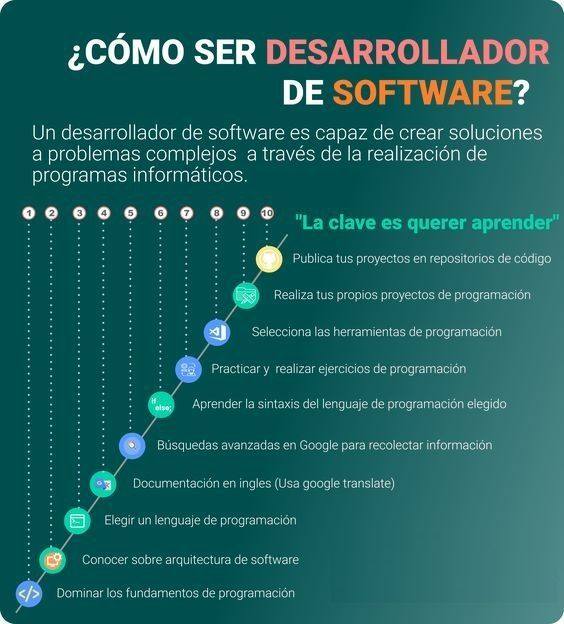 ¿CÓMO SER DESARROLLADOR
DE SOFTWARE?
Un desarrollador de software es capaz de crear soluciones
a problemas complejos a través de la realización de
programas informáticos.
1 2 3 4 5 6 7 8 9 10
"La clave es querer aprender"
Publica tus proyectos en repositorios de código
Realiza tus propios proyectos de programación
Selecciona las herramientas de programación
Practicar y realizar ejercicios de programación
if
else;
Aprender la sintaxis del lenguaje de programación elegido
Búsquedas avanzadas en Google para recolectar información
Documentación en ingles (Usa google translate)
Elegir un lenguaje de programación
Conocer sobre arquitectura de software
</> Dominar los fundamentos de programación